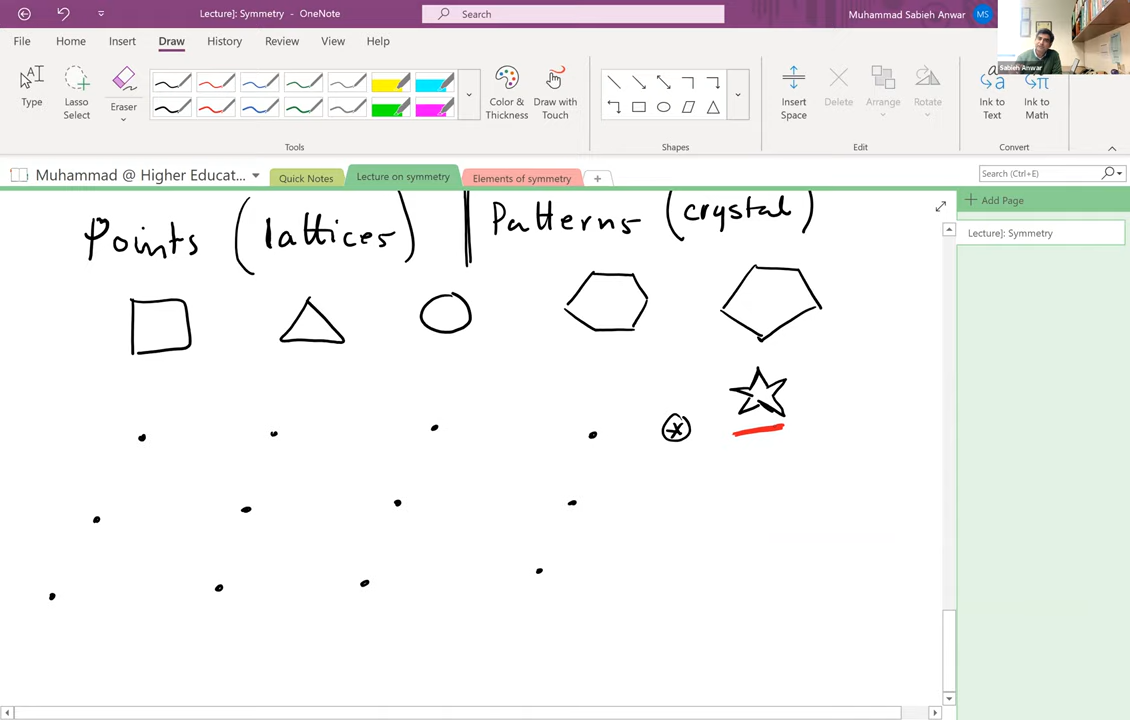 Lecture]: Symmetry - OneNote
Search
Muhammad Sabieh Anwar
MS
File Home Insert Draw History Review View Help
Sabieh Anwar
Type
Lasso Select
Eraser
Color & Thickness
Draw with Touch
Insert Space
Delete
Arrange
Rotate
Ink to Text
Ink to Math
Tools
Shapes
Edit
Convert
Muhammad @ Higher Educat...
Quick Notes
Lecture on symmetry
Elements of symmetry
+
Search (Ctrl+E)
Add Page
Lecture]: Symmetry
Points (lattices)
Patterns (crystal)